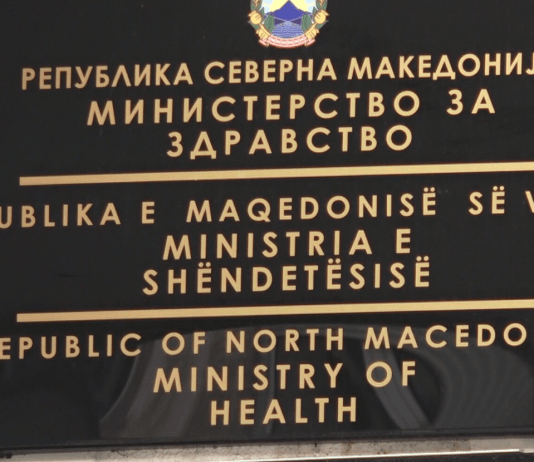 РЕПУБЛИКА СЕВЕРНА МАКЕДОНИЈ
МИНИСТЕРСТВО ЗА
ЗДРАВСТВО
UBLIKA E MAQEDONISË SË V
MINISTRIA E
SHËNDETËSISË
EPUBLIC OF NORTH MACEDO
MINISTRY OF
HEALTH